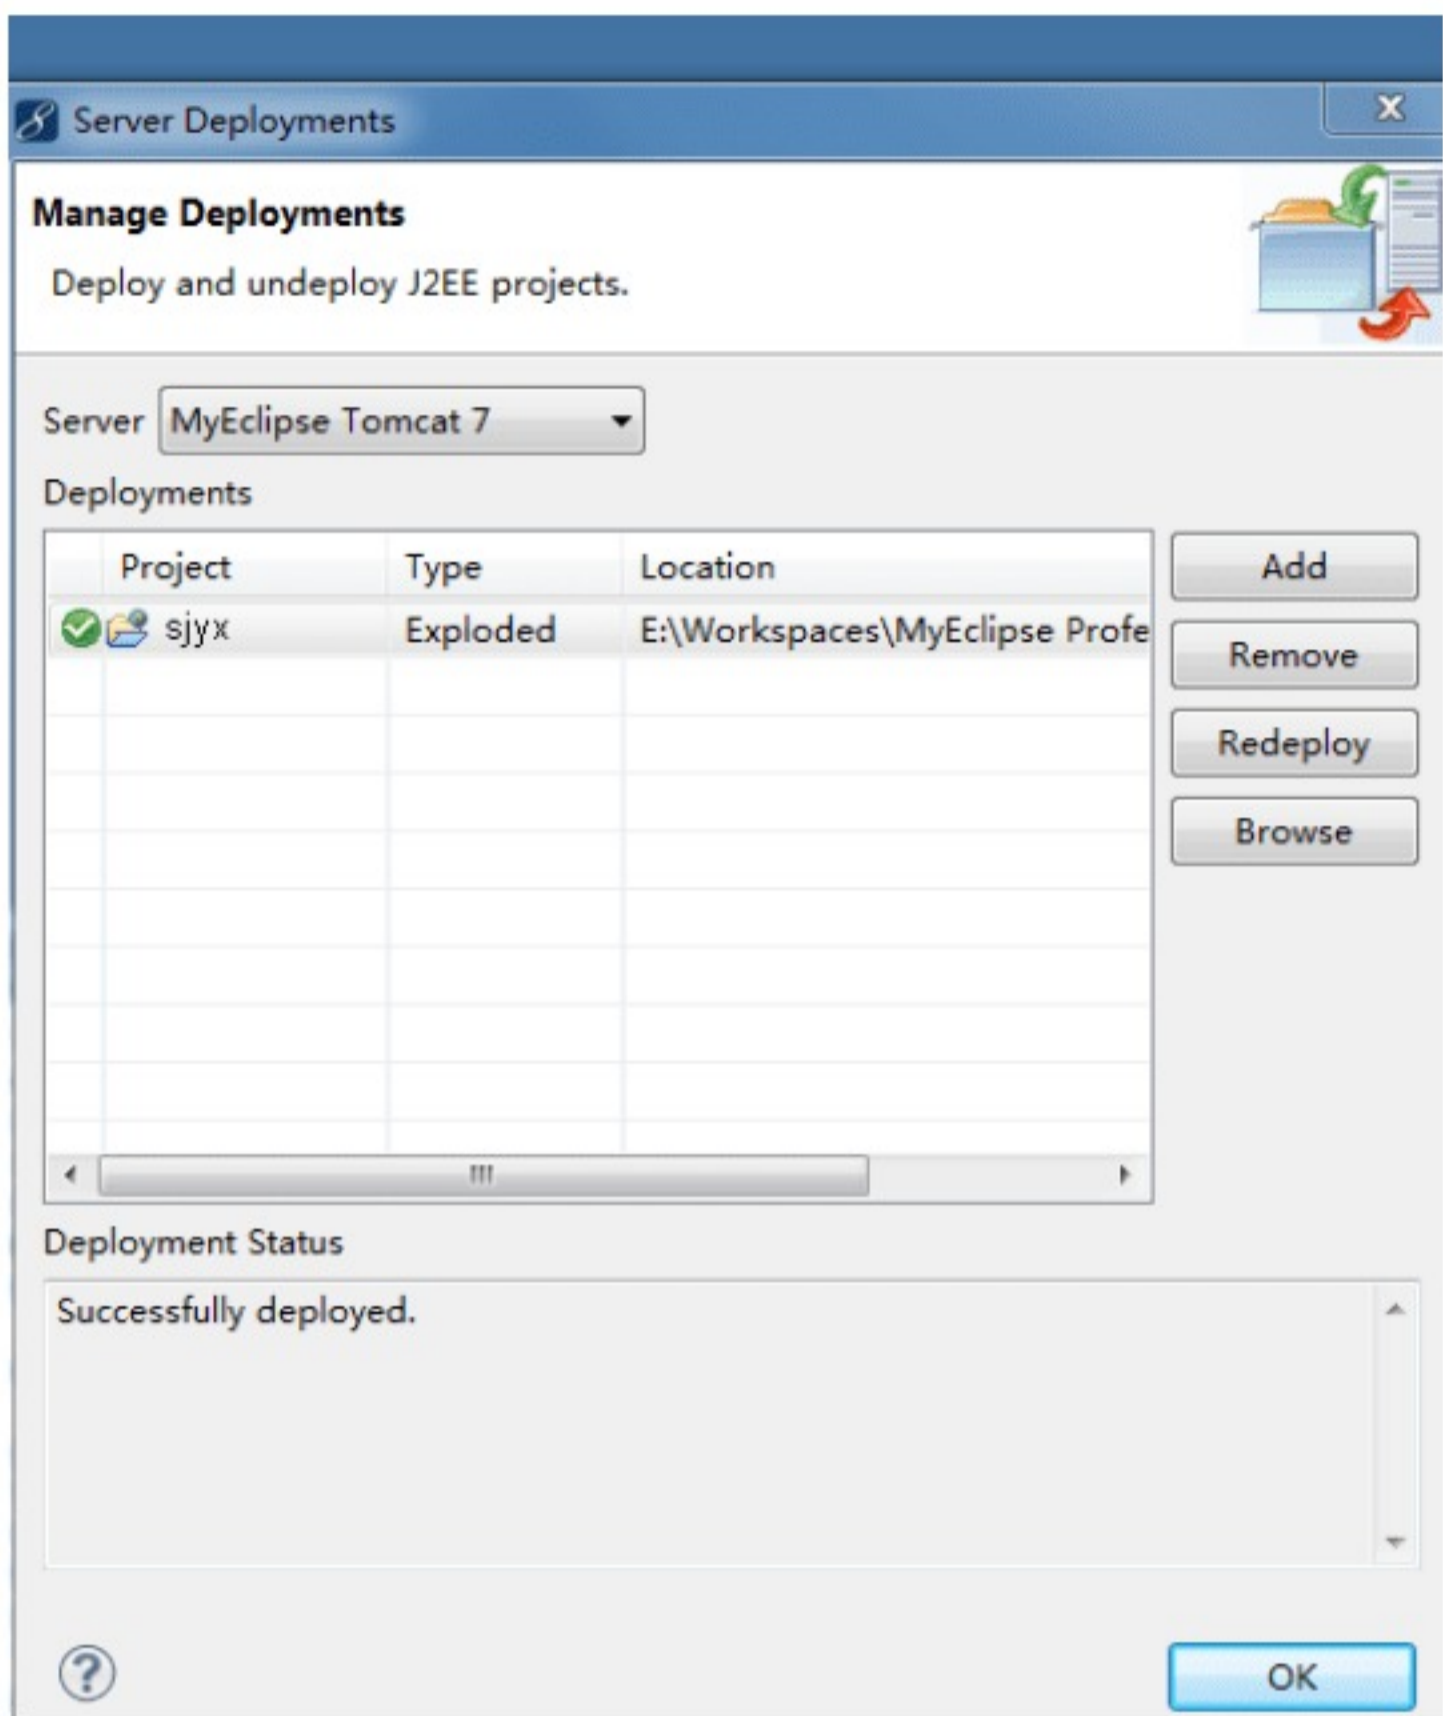 Server Deployments
Manage Deployments
Deploy and undeploy J2EE projects.
Server MyEclipse Tomcat 7
Deployments
Project Type Location
sjyx Exploded E:\Workspaces\MyEclipse Profe
Add
Remove
Redeploy
Browse
Deployment Status
Successfully deployed.
OK